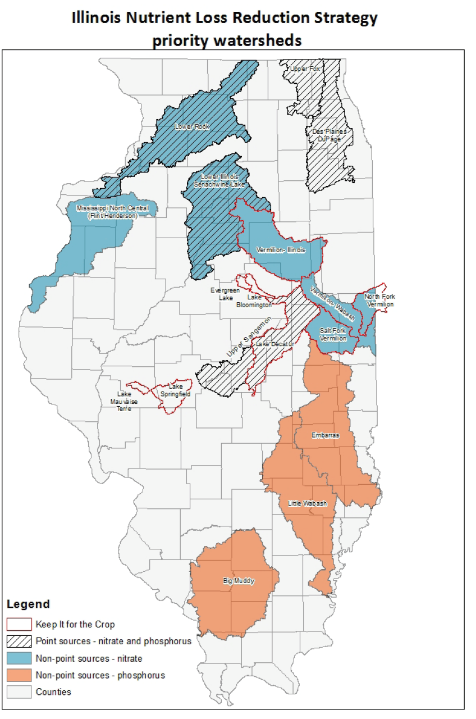 Illinois Nutrient Loss Reduction Strategy
priority watersheds
Upper Fox
Lower Rock
Des Plaines
Lower Illinois
Senachwine Lake
Mississippi North Central
(Flint Henderson)
Vermilion-Illinois
Evergreen
Lake
Lake
Bloomington
North Fork
Vermilion
Salt Fork
Vermilion
Upper Sangamon
Lake Decatur
Lake
Mauvaise
Terre
Lake
Springfield
Embarras
Little Wabash
Big Muddy
Legend
Keep It for the Crop
Point sources - nitrate and phosphorus
Non-point sources - nitrate
Non-point sources - phosphorus
Counties